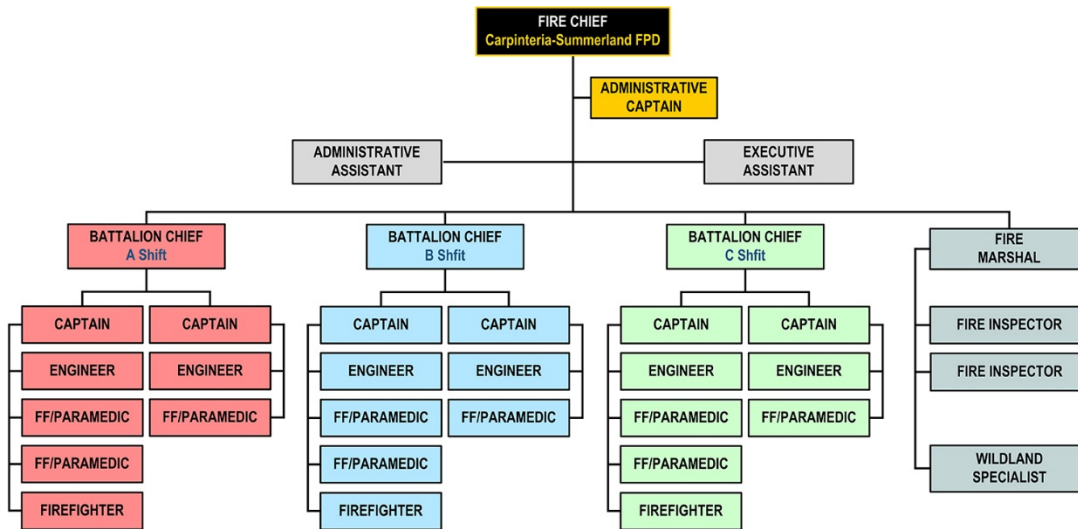 FIRE CHIEF
Carpinteria-Summerland FPD
ADMINISTRATIVE
CAPTAIN
ADMINISTRATIVE
ASSISTANT
EXECUTIVE
ASSISTANT
BATTALION CHIEF
A Shift
CAPTAIN
CAPTAIN
ENGINEER
ENGINEER
FF/PARAMEDIC
FF/PARAMEDIC
FF/PARAMEDIC
FIREFIGHTER
BATTALION CHIEF
B Shfit
CAPTAIN
CAPTAIN
ENGINEER
ENGINEER
FF/PARAMEDIC
FF/PARAMEDIC
FF/PARAMEDIC
FIREFIGHTER
BATTALION CHIEF
C Shfit
CAPTAIN
CAPTAIN
ENGINEER
ENGINEER
FF/PARAMEDIC
FF/PARAMEDIC
FF/PARAMEDIC
FIREFIGHTER
FIRE
MARSHAL
FIRE INSPECTOR
FIRE INSPECTOR
WILDLAND
SPECIALIST